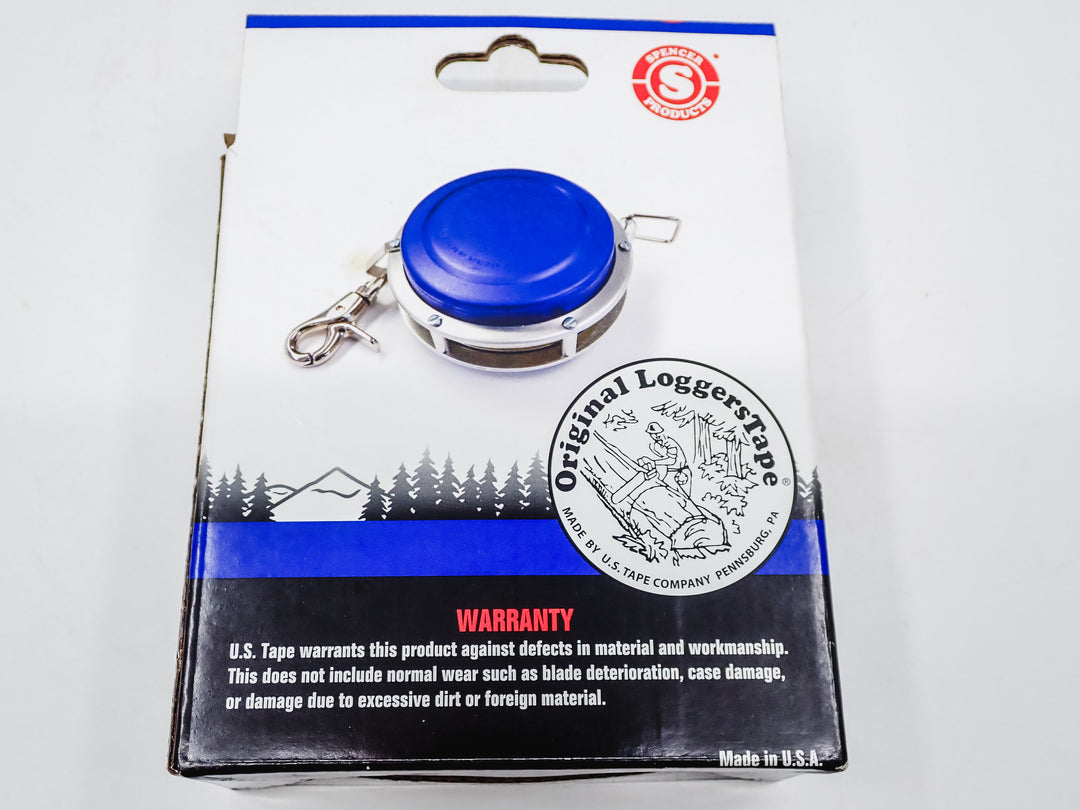 SPENCER
S
PRODUCTS
Original LoggersTape®
MADE BY U.S. TAPE COMPANY PENNSBURG, PA
WARRANTY
U.S. Tape warrants this product against defects in material and workmanship.
This does not include normal wear such as blade deterioration, case damage,
or damage due to excessive dirt or foreign material.
Made in U.S.A.